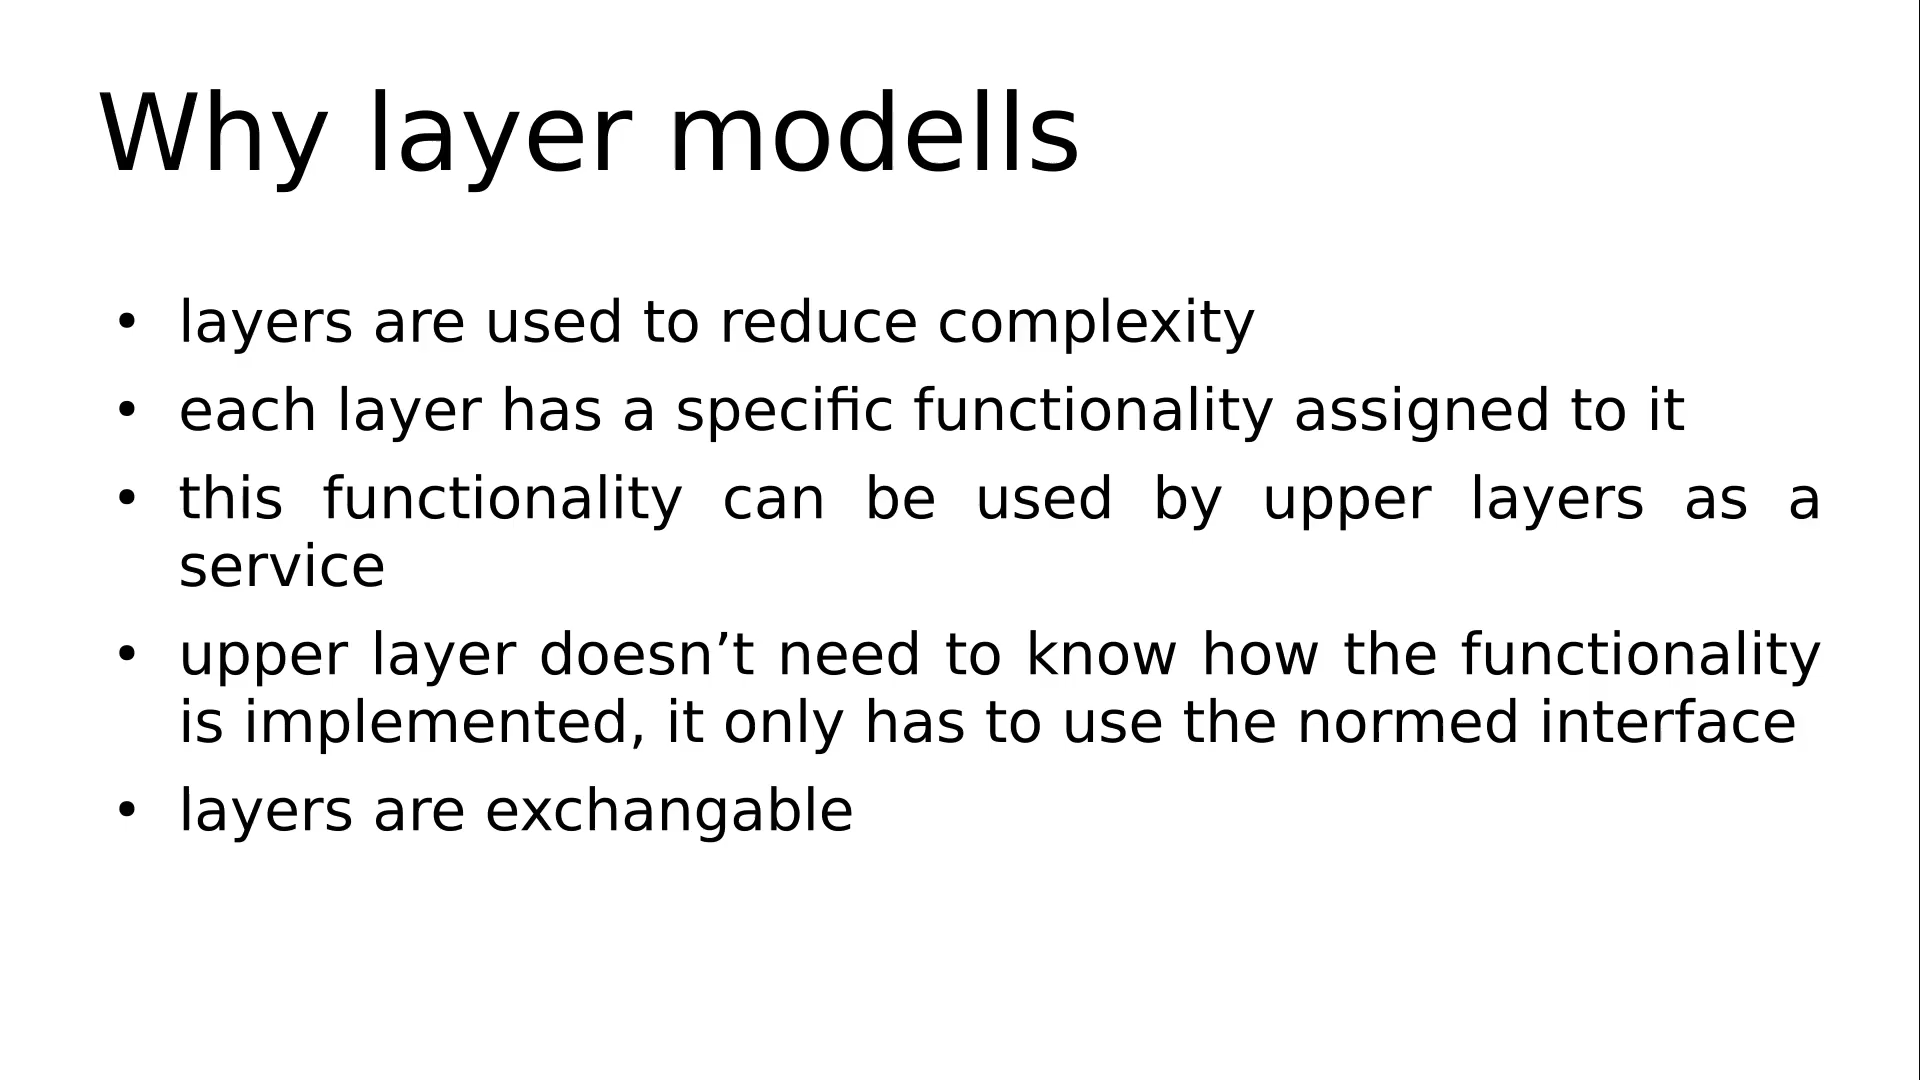 Why layer modells
• layers are used to reduce complexity
• each layer has a specific functionality assigned to it
• this functionality can be used by upper layers as a
service
• upper layer doesn’t need to know how the functionality
is implemented, it only has to use the normed interface
• layers are exchangable